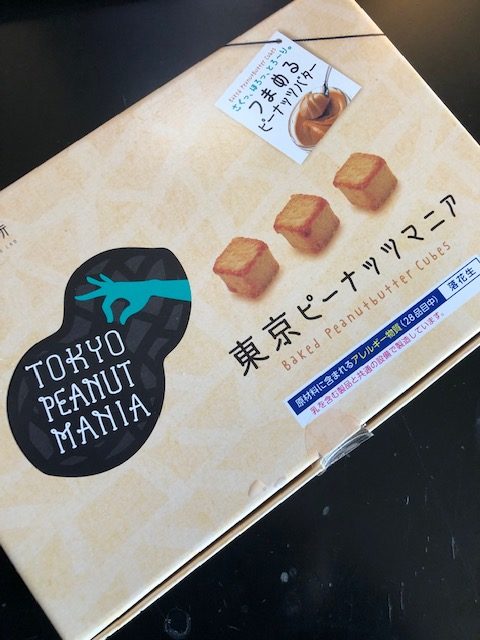 Baked Peanutbutter Cubes
さくっ、ほろっ、とろーり。
つまめる
ピーナッツバター
TOKYO
PEANUT
MANIA
東京ピーナッツマニア
Baked Peanutbutter Cubes
原材料に含まれるアレルギー物質(28品目中) 落花生
乳を含む製品と共通の設備で製造しています。